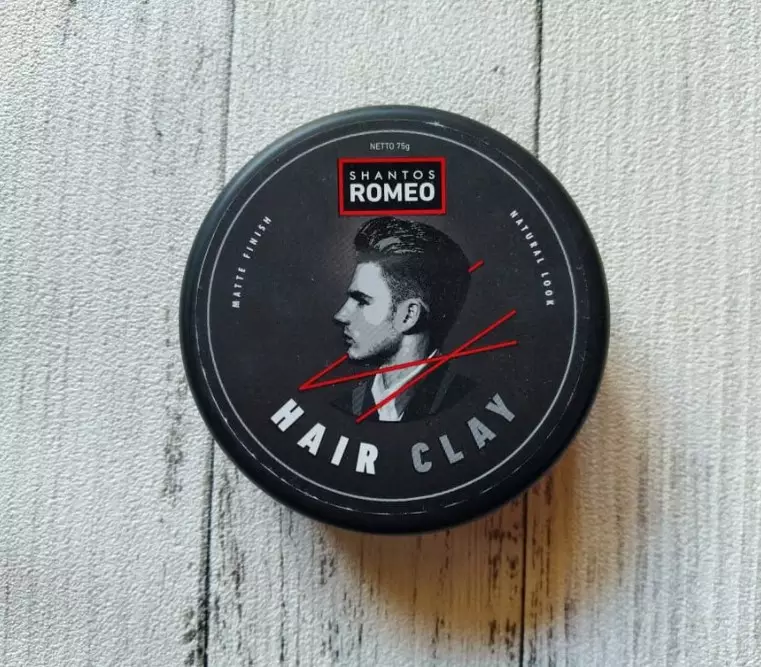 NETTO 75g
SHANTOS
ROMEO
MATTE FINISH
NATURAL LOOK
HAIR CLAY